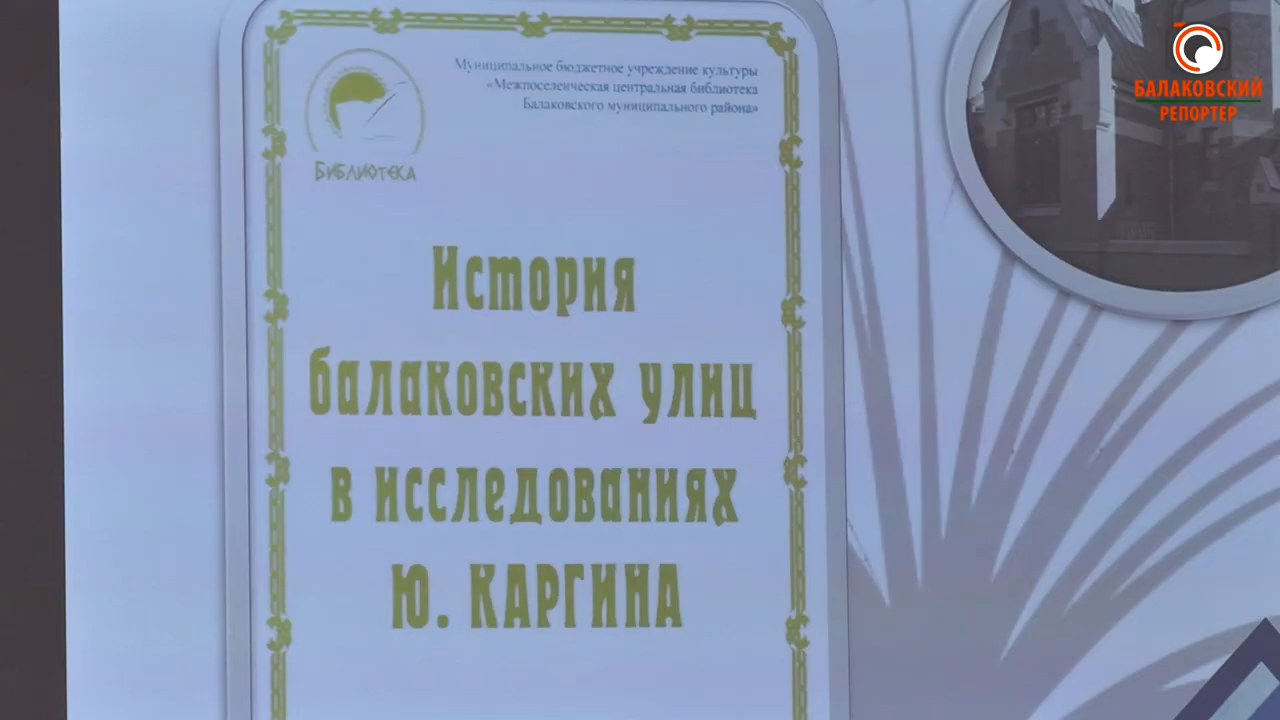 Муниципальное бюджетное учреждение культуры
«Межпоселенческая центральная библиотека
Балаковского муниципального района»
БИБЛИОТЕКА
История
балаковских улиц
в исследованиях
Ю. КАРГИНА
БАЛАКОВСКИЙ
РЕПОРТЕР